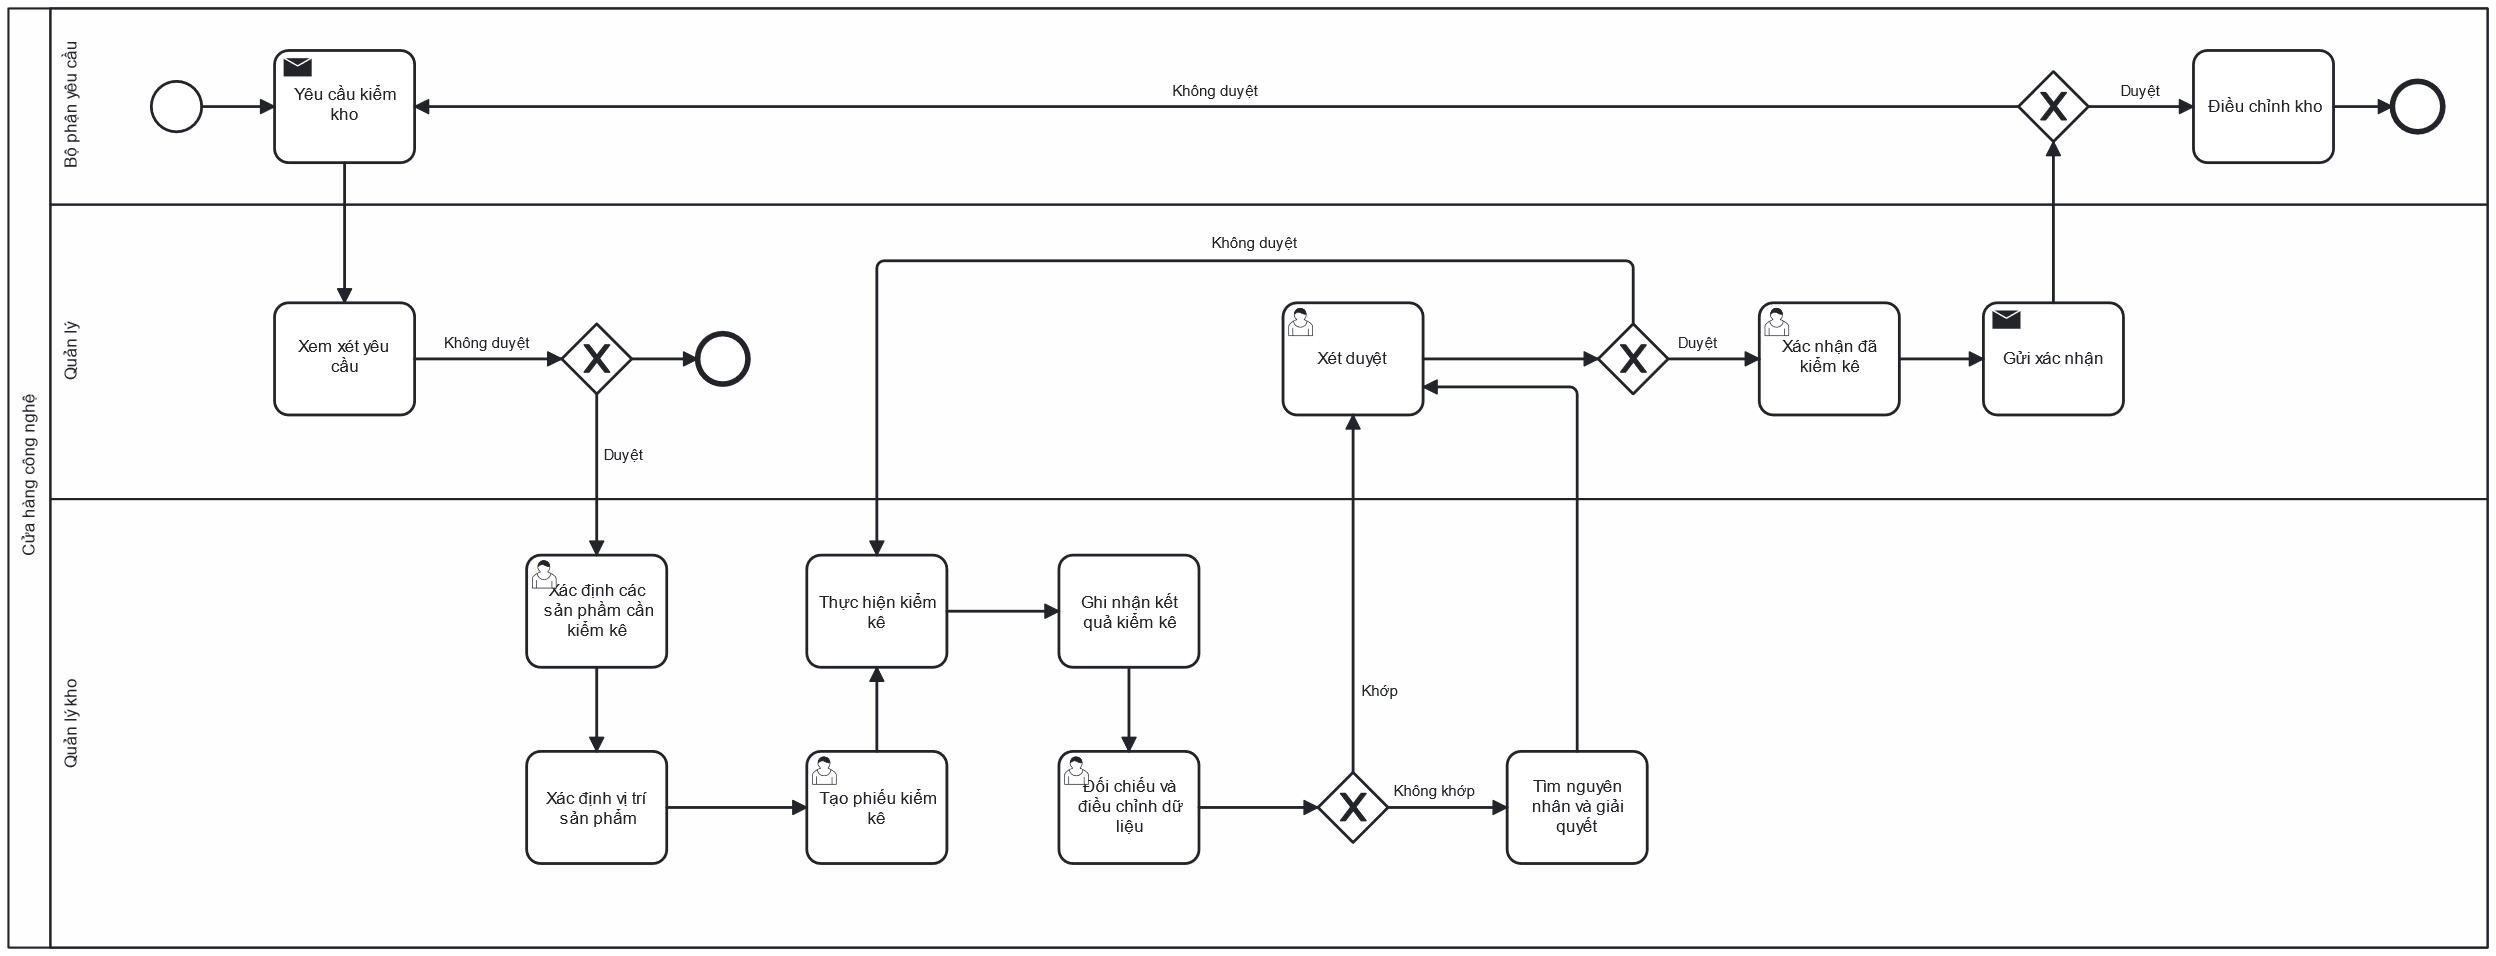 Cửa hàng công nghệ
Bộ phận yêu cầu
Yêu cầu kiểm
kho
Không duyệt
Duyệt
Điều chỉnh kho
Quản lý
Xem xét yêu
cầu
Không duyệt
Duyệt
Không duyệt
Xét duyệt
Duyệt
Xác nhận đã
kiểm kê
Gửi xác nhận
Quản lý kho
Xác định các
sản phẩm cần
kiểm kê
Xác định vị trí
sản phẩm
Tạo phiếu kiểm
kê
Thực hiện kiểm
kê
Ghi nhận kết
quả kiểm kê
Đối chiếu và
điều chỉnh dữ
liệu
Khớp
Không khớp
Tìm nguyên
nhân và giải
quyết